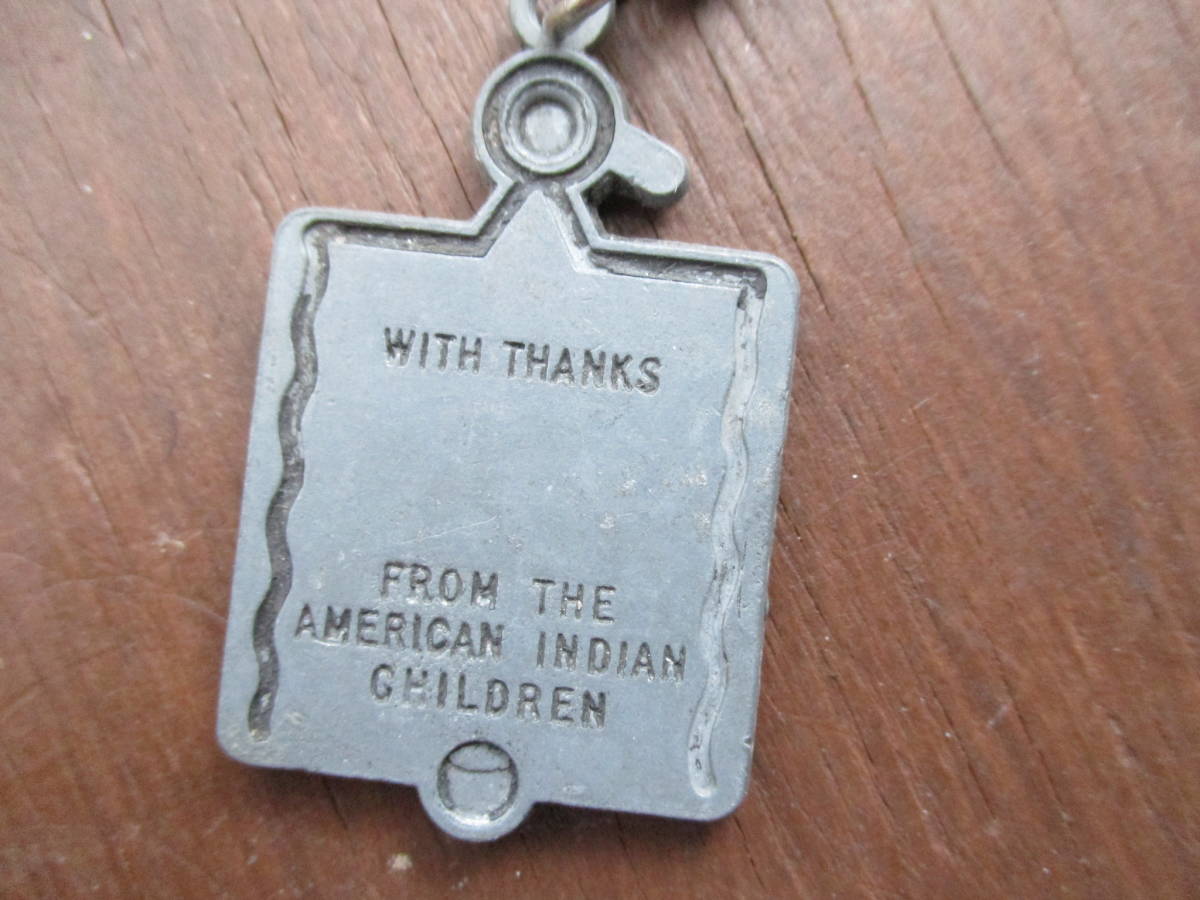 WITH THANKS
FROM THE
AMERICAN INDIAN
CHILDREN